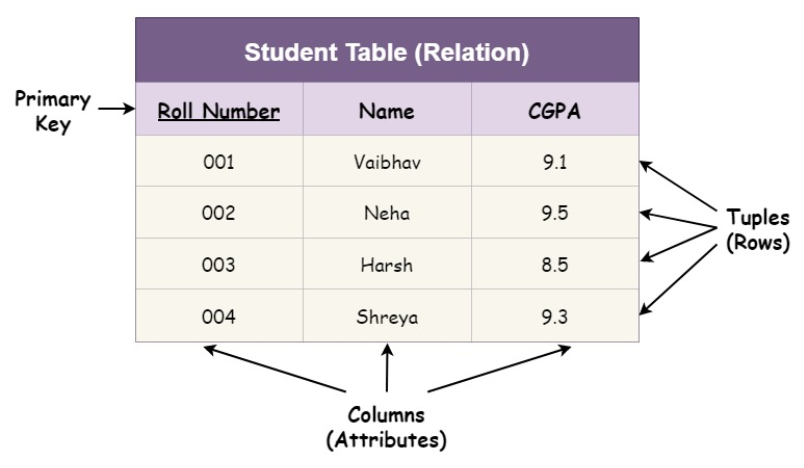 Student Table (Relation)
Primary
Key
Roll Number Name CGPA
001 Vaibhav 9.1
002 Neha 9.5
003 Harsh 8.5
004 Shreya 9.3
Tuples
(Rows)
Columns
(Attributes)